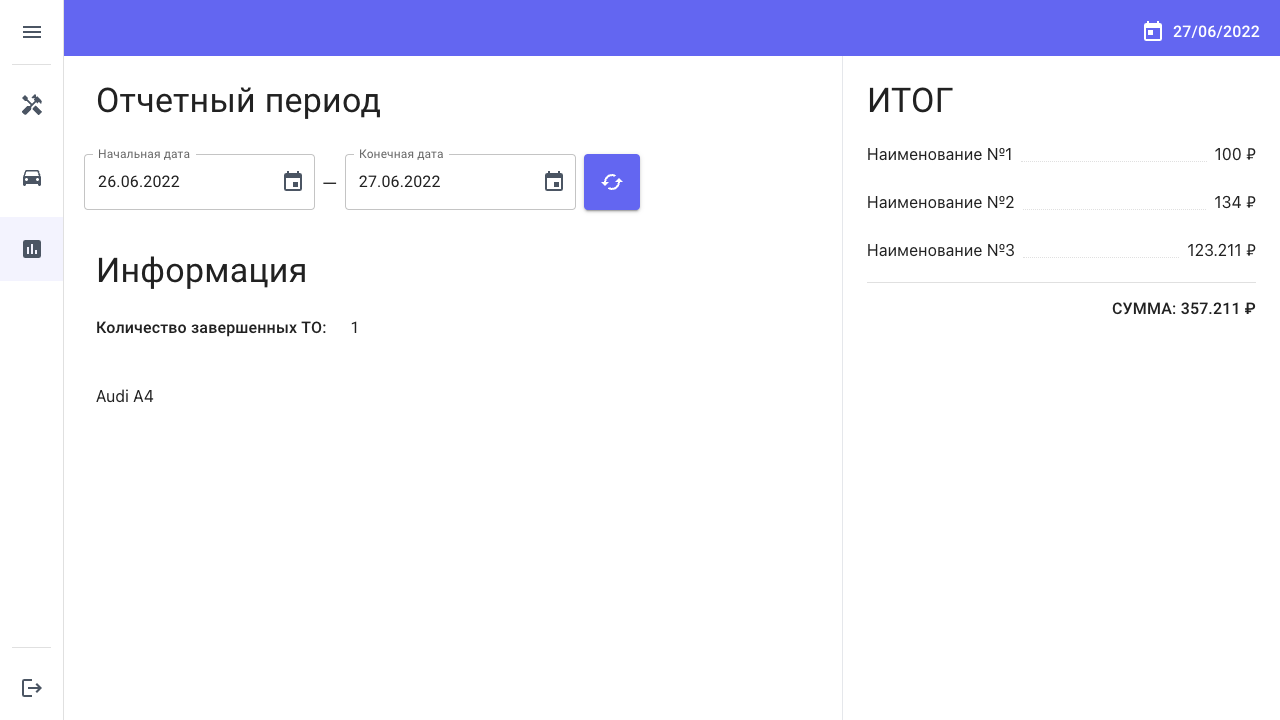 27/06/2022
Отчетный период
Начальная дата
26.06.2022
—
Конечная дата
27.06.2022
Информация
Количество завершенных ТО: 1
Audi A4
ИТОГ
Наименование №1 100 ₽
Наименование №2 134 ₽
Наименование №3 123.211 ₽
СУММА: 357.211 ₽